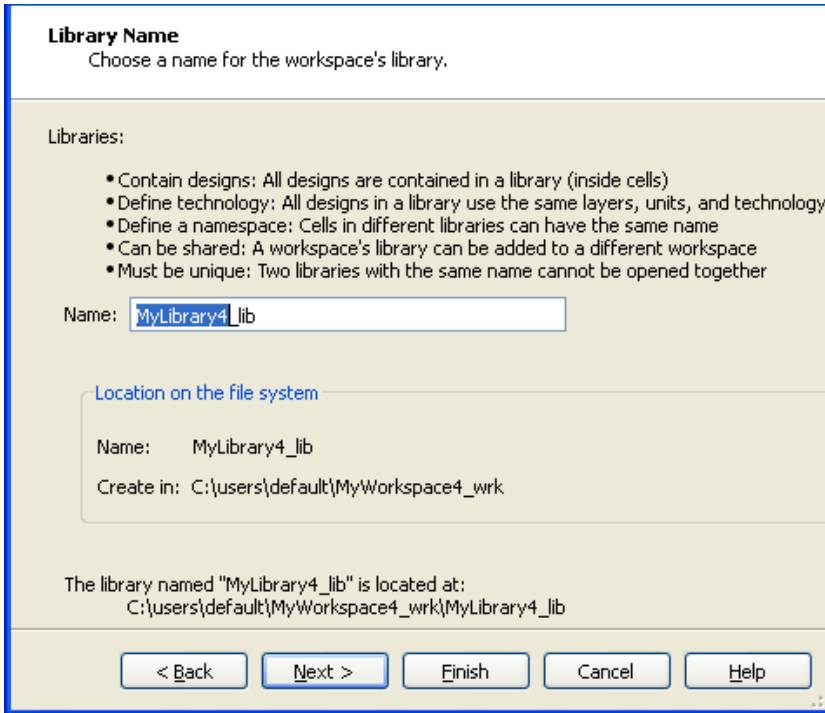 Library Name
Choose a name for the workspace's library.
Libraries:
• Contain designs: All designs are contained in a library (inside cells)
• Define technology: All designs in a library use the same layers, units, and technology
• Define a namespace: Cells in different libraries can have the same name
• Can be shared: A workspace's library can be added to a different workspace
• Must be unique: Two libraries with the same name cannot be opened together
Name: MyLibrary4_lib
Location on the file system
Name: MyLibrary4_lib
Create in: C:\users\default\MyWorkspace4_wrk
The library named "MyLibrary4_lib" is located at:
C:\users\default\MyWorkspace4_wrk\MyLibrary4_lib
< Back Next > Finish Cancel Help